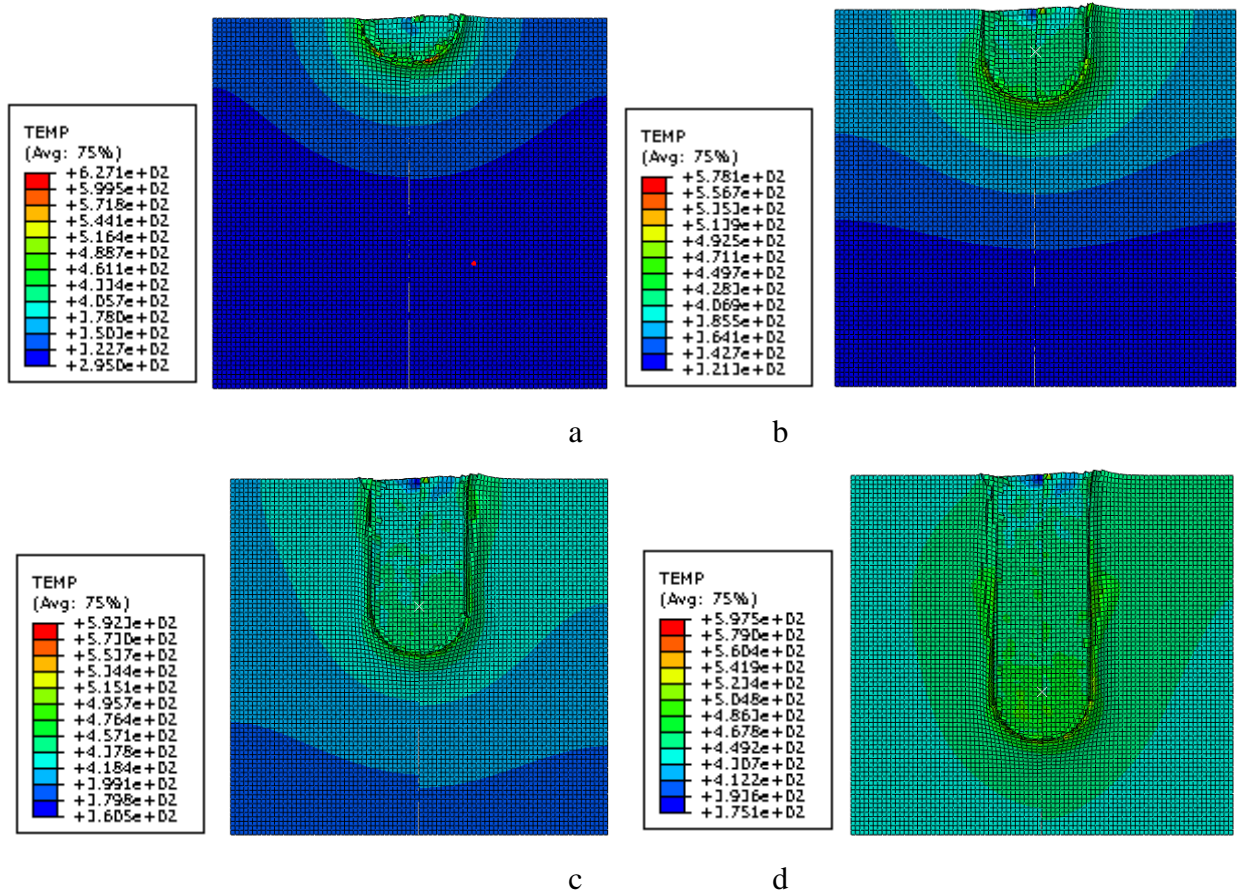 TEMP
(Avg: 75%)
+6.271e+02
+5.995e+02
+5.718e+02
+5.441e+02
+5.164e+02
+4.887e+02
+4.611e+02
+4.334e+02
+4.057e+02
+3.780e+02
+3.503e+02
+3.227e+02
+2.950e+02
TEMP
(Avg: 75%)
+5.781e+02
+5.567e+02
+5.353e+02
+5.139e+02
+4.925e+02
+4.711e+02
+4.497e+02
+4.283e+02
+4.069e+02
+3.855e+02
+3.641e+02
+3.427e+02
+3.213e+02
a
b
TEMP
(Avg: 75%)
+5.923e+02
+5.730e+02
+5.537e+02
+5.344e+02
+5.151e+02
+4.957e+02
+4.764e+02
+4.571e+02
+4.378e+02
+4.184e+02
+3.991e+02
+3.798e+02
+3.605e+02
TEMP
(Avg: 75%)
+5.975e+02
+5.790e+02
+5.604e+02
+5.419e+02
+5.234e+02
+5.048e+02
+4.863e+02
+4.678e+02
+4.492e+02
+4.307e+02
+4.122e+02
+3.936e+02
+3.751e+02
c
d